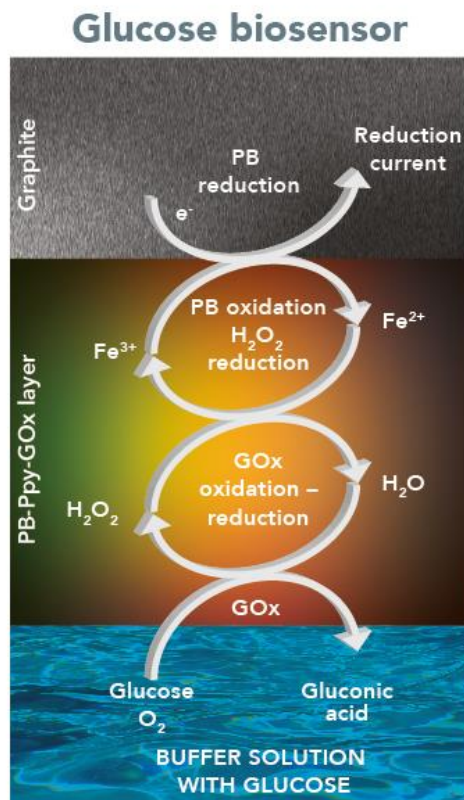 Glucose biosensor
Graphite
PB
reduction
Reduction
current
e⁻
PB-Ppy-GOx layer
PB oxidation
H₂O₂
reduction
Fe³⁺
Fe²⁺
GOx
oxidation –
reduction
H₂O₂
H₂O
GOx
Glucose
O₂
Gluconic
acid
BUFFER SOLUTION
WITH GLUCOSE